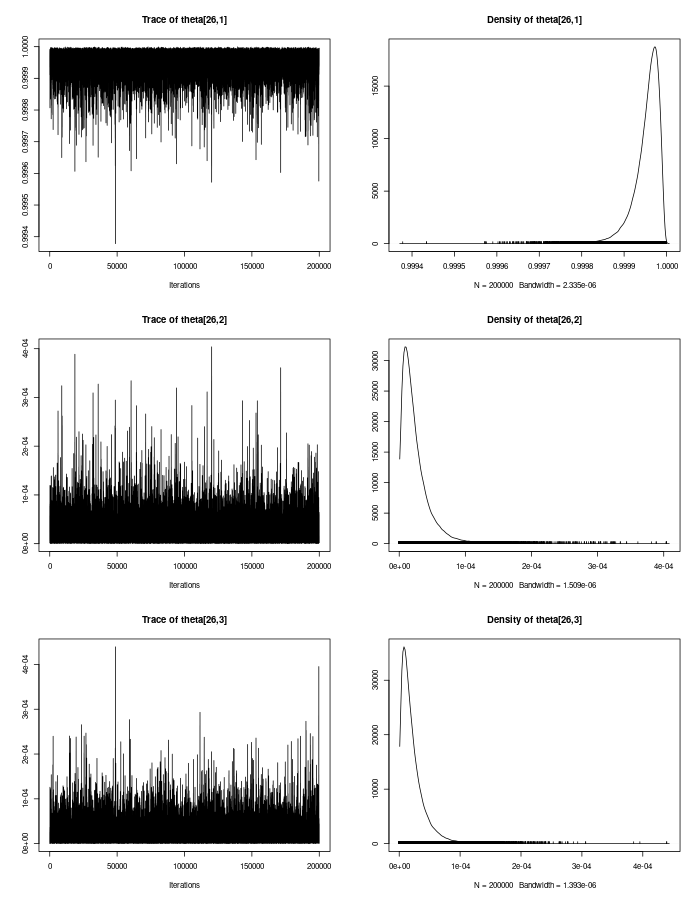 Trace of theta[26,1]
0.9994 0.9995 0.9996 0.9997 0.9998 0.9999 1.0000
0 50000 100000 150000 200000
Iterations
Density of theta[26,1]
0 5000 10000 15000
0.9994 0.9995 0.9996 0.9997 0.9998 0.9999 1.0000
N = 200000 Bandwidth = 2.335e-06
Trace of theta[26,2]
0e+00 1e-04 2e-04 3e-04 4e-04
0 50000 100000 150000 200000
Iterations
Density of theta[26,2]
0 5000 10000 15000 20000 25000 30000
0e+00 1e-04 2e-04 3e-04 4e-04
N = 200000 Bandwidth = 1.509e-06
Trace of theta[26,3]
0e+00 1e-04 2e-04 3e-04 4e-04
0 50000 100000 150000 200000
Iterations
Density of theta[26,3]
0 10000 20000 30000
0e+00 1e-04 2e-04 3e-04 4e-04
N = 200000 Bandwidth = 1.393e-06